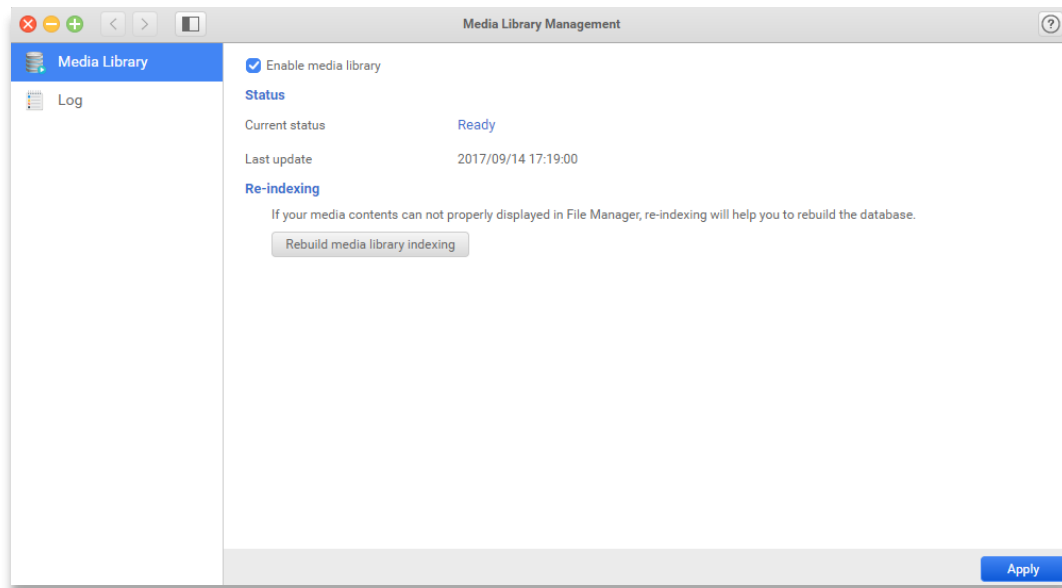 Media Library Management
?
Media Library
Log
Enable media library
Status
Current status Ready
Last update 2017/09/14 17:19:00
Re-indexing
If your media contents can not properly displayed in File Manager, re-indexing will help you to rebuild the database.
Rebuild media library indexing
Apply